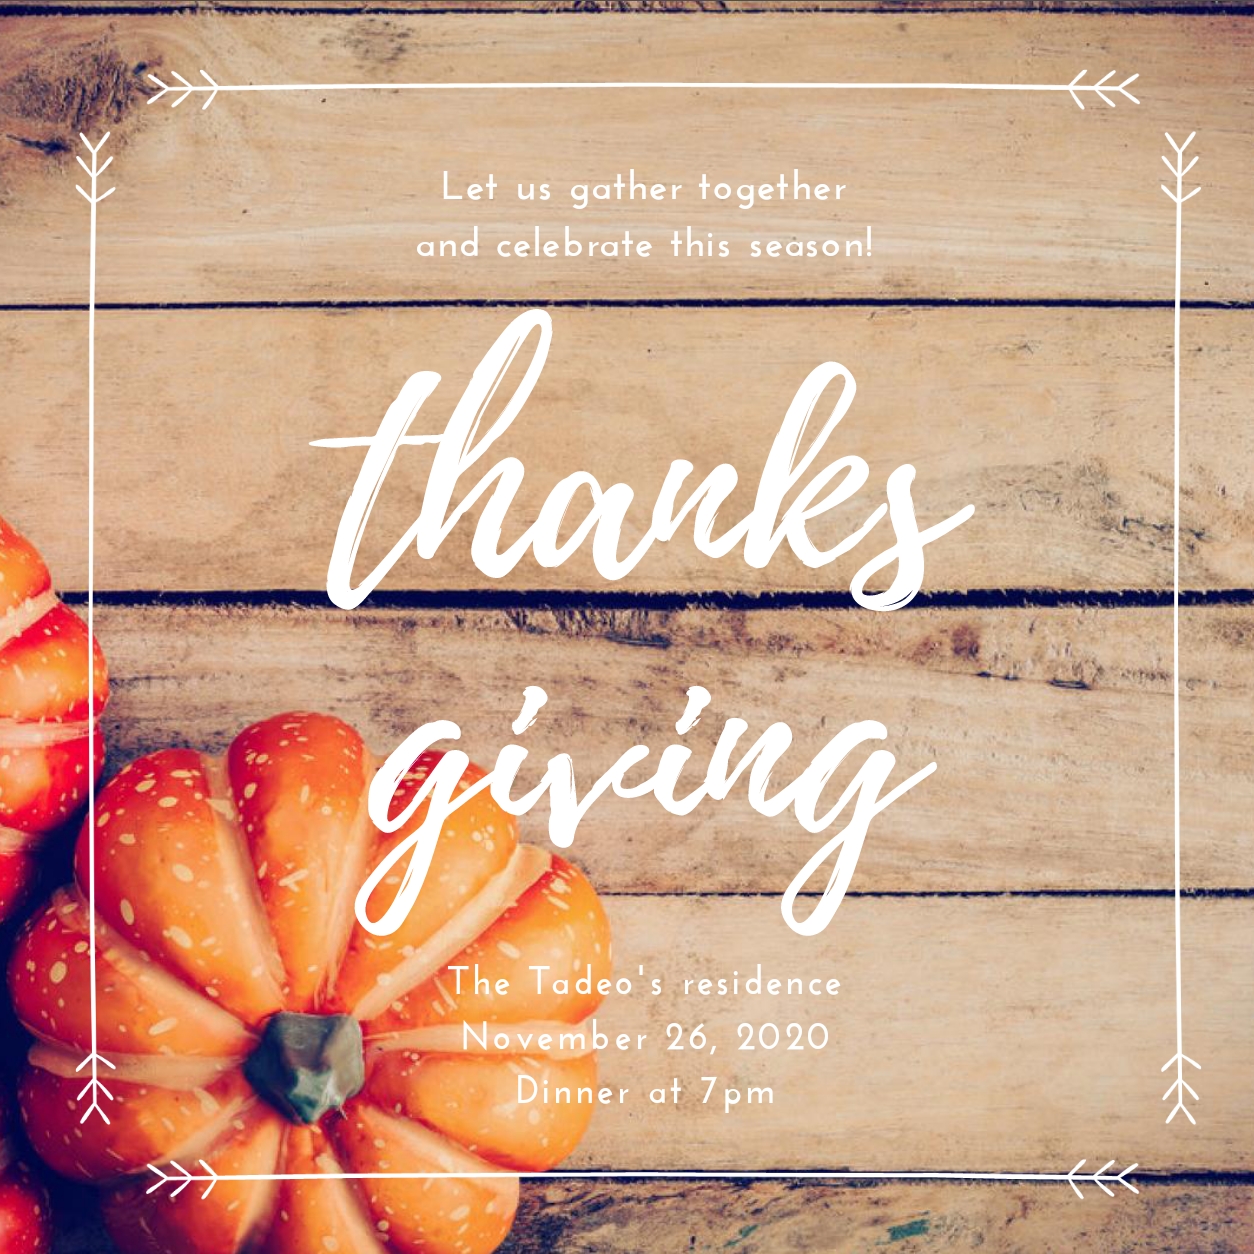 Let us gather together
and celebrate this season!
thanks
giving
The Tadeo's residence
November 26, 2020
Dinner at 7pm